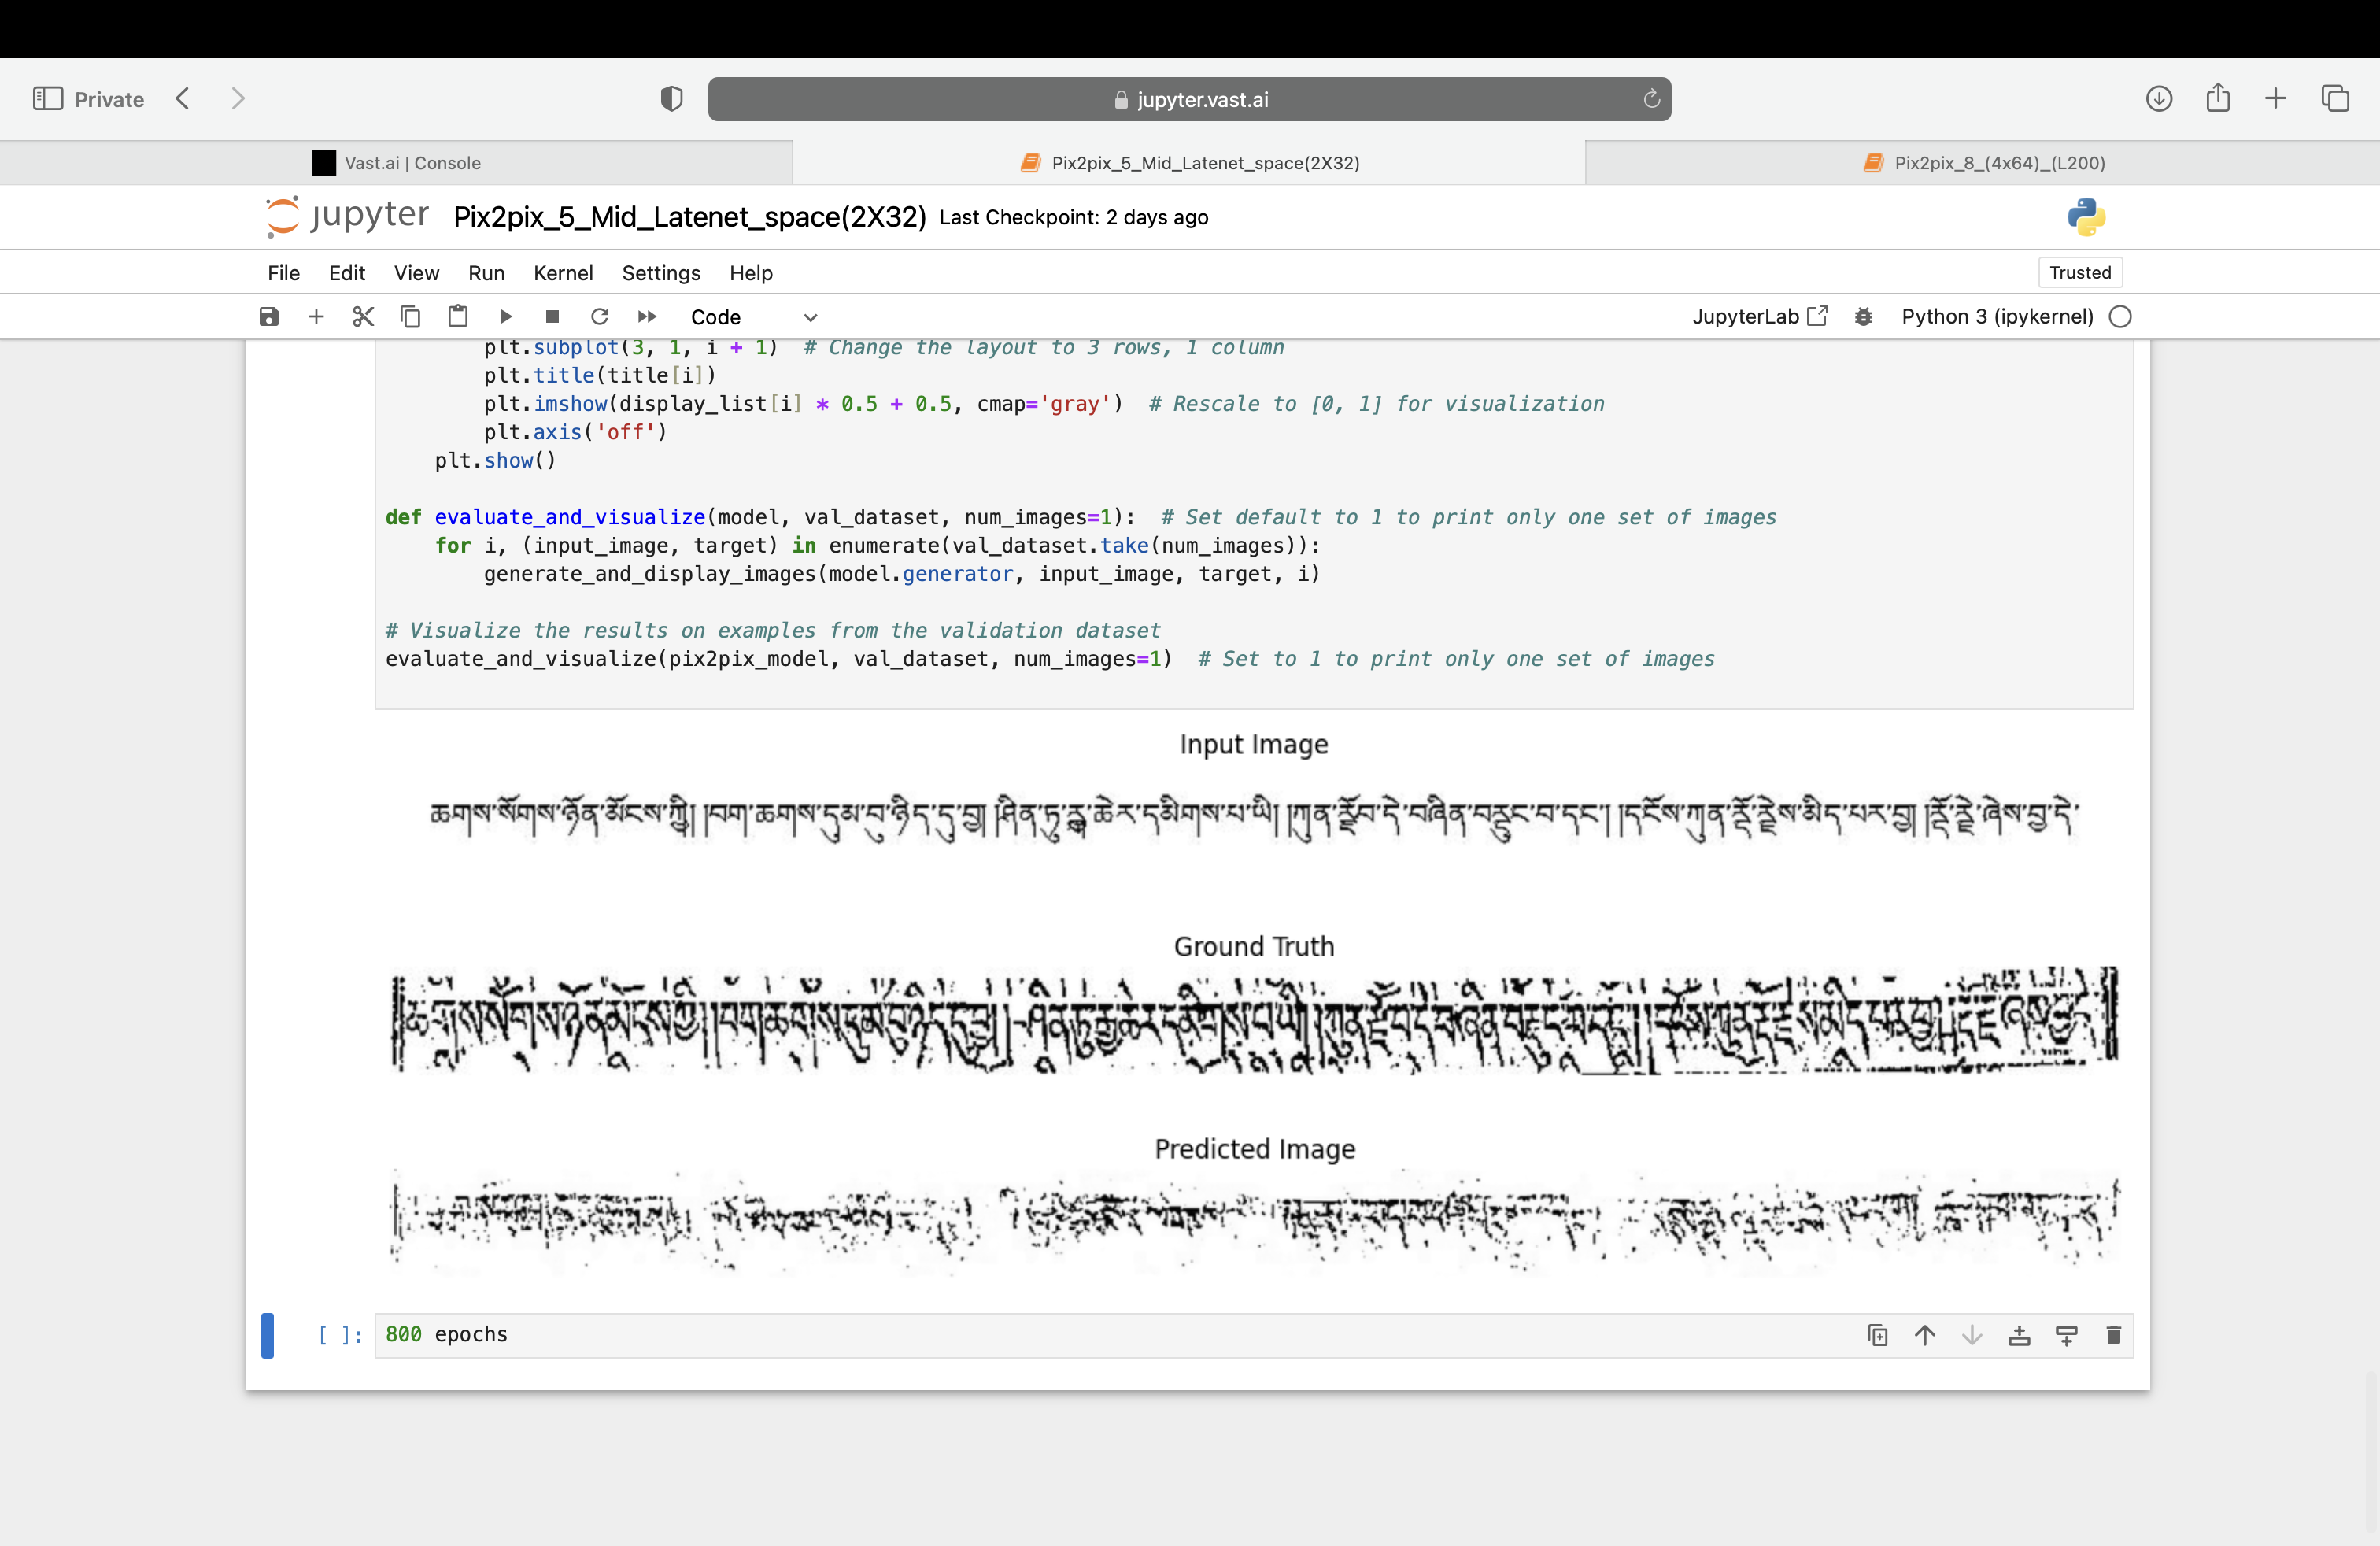 Private
jupyter.vast.ai
Vast.ai | Console
Pix2pix_5_Mid_Latenet_space(2X32)
Pix2pix_8_(4x64)_(L200)
jupyter Pix2pix_5_Mid_Latenet_space(2X32) Last Checkpoint: 2 days ago
File Edit View Run Kernel Settings Help
Trusted
Code
JupyterLab Python 3 (ipykernel)
plt.subplot(3, 1, i + 1)  # Change the layout to 3 rows, 1 column
plt.title(title[i])
plt.imshow(display_list[i] * 0.5 + 0.5, cmap='gray')  # Rescale to [0, 1] for visualization
plt.axis('off')
plt.show()
def evaluate_and_visualize(model, val_dataset, num_images=1):  # Set default to 1 to print only one set of images
for i, (input_image, target) in enumerate(val_dataset.take(num_images)):
generate_and_display_images(model.generator, input_image, target, i)
# Visualize the results on examples from the validation dataset
evaluate_and_visualize(pix2pix_model, val_dataset, num_images=1)  # Set to 1 to print only one set of images
Input Image
ཆགས་སོགས་ཉོན་མོངས་ཀྱི། །བག་ཆགས་དུམ་བུ་ཉིད་དུ་བྱ། །ཤིན་ཏུ་ཆེར་དམིགས་པ་ཡི། །ཀུན་རྫོབ་དེ་བཞིན་བརྡུང་བ་དང་། །དངོས་ཀུན་རྡོ་རྗེས་མེད་པར་བྱ། །རྡོ་རྗེ་ཞེས་བྱ་དེ་
Ground Truth
Predicted Image
[ ]: 800 epochs